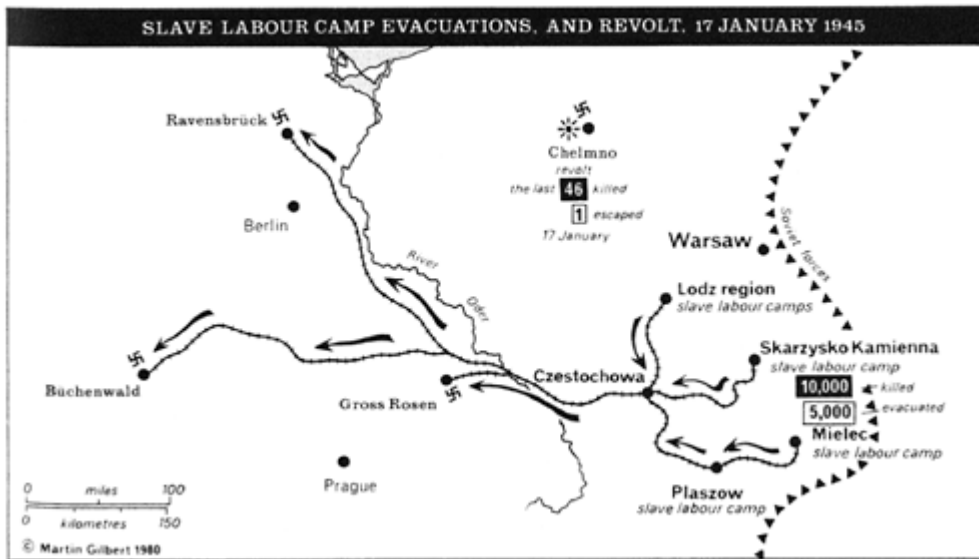 SLAVE LABOUR CAMP EVACUATIONS, AND REVOLT, 17 JANUARY 1945
Ravensbrück
Berlin
Chelmno
revolt
the last 46 killed
1 escaped
17 January
Warsaw
Soviet forces
River
Oder
Lodz region
slave labour camps
Skarzysko Kamienna
slave labour camp
10,000 killed
5,000 evacuated
Czestochowa
Büchenwald
Gross Rosen
Mielec
slave labour camp
Plaszow
slave labour camp
Prague
0 miles 100
0 kilometres 150
© Martin Gilbert 1980